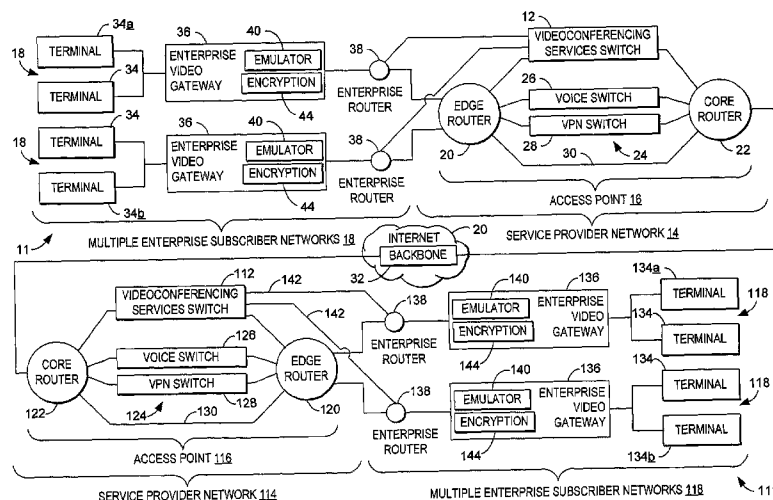 34a
18
TERMINAL
34
TERMINAL
34
TERMINAL
18
TERMINAL
34b
36
ENTERPRISE
VIDEO
GATEWAY
40
EMULATOR
ENCRYPTION
44
36
ENTERPRISE
VIDEO
GATEWAY
40
EMULATOR
ENCRYPTION
44
38
ENTERPRISE
ROUTER
38
ENTERPRISE
ROUTER
12
VIDEOCONFERENCING
SERVICES SWITCH
26
VOICE SWITCH
VPN SWITCH
28
24
30
EDGE
ROUTER
20
CORE
ROUTER
22
ACCESS POINT 16
SERVICE PROVIDER NETWORK 14
11
MULTIPLE ENTERPRISE SUBSCRIBER NETWORKS 18
INTERNET
20
BACKBONE
32
112
VIDEOCONFERENCING
SERVICES SWITCH
142
142
126
VOICE SWITCH
VPN SWITCH
128
124
130
CORE
ROUTER
122
EDGE
ROUTER
120
ACCESS POINT 116
SERVICE PROVIDER NETWORK 114
138
ENTERPRISE
ROUTER
138
ENTERPRISE
ROUTER
140
136
EMULATOR
ENCRYPTION
ENTERPRISE
VIDEO
GATEWAY
144
140
136
EMULATOR
ENCRYPTION
ENTERPRISE
VIDEO
GATEWAY
144
134a
TERMINAL
118
134
TERMINAL
134
TERMINAL
118
TERMINAL
134b
MULTIPLE ENTERPRISE SUBSCRIBER NETWORKS 118